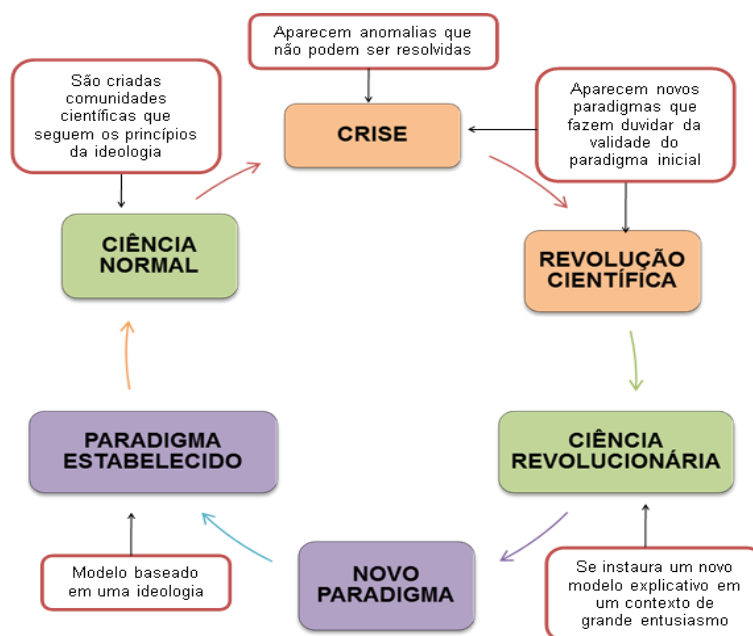 Aparecem anomalias que
não podem ser resolvidas
São criadas
comunidades
científicas que
seguem os princípios
da ideologia
Aparecem novos
paradigmas que
fazem duvidar da
validade do
paradigma inicial
CRISE
CIÊNCIA
NORMAL
REVOLUÇÃO
CIENTÍFICA
PARADIGMA
ESTABELECIDO
CIÊNCIA
REVOLUCIONÁRIA
NOVO
PARADIGMA
Modelo baseado
em uma ideologia
Se instaura um novo
modelo explicativo em
um contexto de
grande entusiasmo